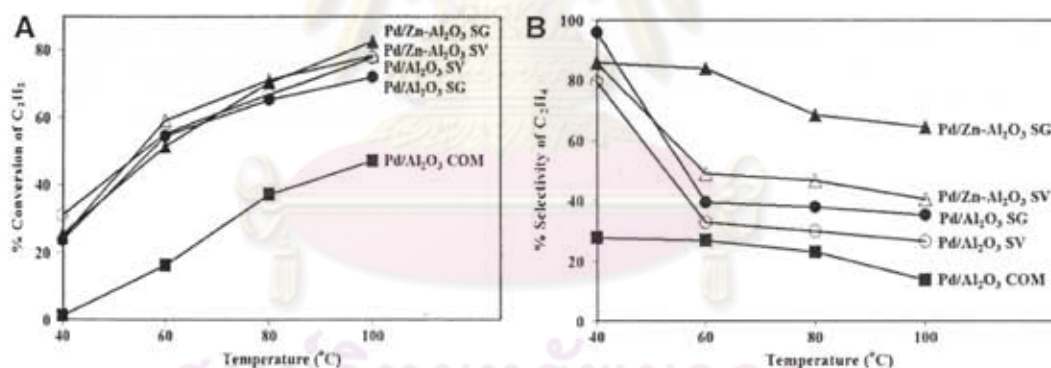 A
% Conversion of C₂H₂
80
60
40
20
0
40 60 80 100
Temperature (°C)
Pd/Zn-Al₂O₃ SG
Pd/Zn-Al₂O₃ SV
Pd/Al₂O₃ SV
Pd/Al₂O₃ SG
Pd/Al₂O₃ COM
B
% Selectivity of C₂H₄
100
80
60
40
20
0
40 60 80 100
Temperature (°C)
Pd/Zn-Al₂O₃ SG
Pd/Zn-Al₂O₃ SV
Pd/Al₂O₃ SG
Pd/Al₂O₃ SV
Pd/Al₂O₃ COM